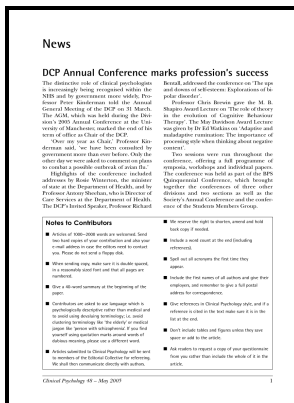 News
DCP Annual Conference marks profession's success
The distinctive role of clinical psychologists
is increasingly being recognised within the
NHS and by government more widely, Pro-
fessor Peter Kinderman told the Annual
General Meeting of the DCP on 31 March.
The AGM, which was held during the Divi-
sion's 2005 Annual Conference at the Uni-
versity of Manchester, marked the end of his
term of office as Chair of the DCP.
'Over my year as Chair,' Professor Kin-
derman said, 'we have been consulted by
government more than ever before. Only the
other day we were asked to comment on plans
to combat a possible outbreak of avian flu.'
Highlights of the conference included
addresses by Rosie Winterton, the minister
of state at the Department of Health, and by
Professor Antony Sheehan, who is Director of
Care Services at the Department of Health.
The DCP's Invited Speaker, Professor Richard
Bentall, addressed the conference on 'The ups
and downs of self-esteem: Explorations of bi-
polar disorder'.
Professor Chris Brewin gave the M. B.
Shapiro Award Lecture on 'The role of theory
in the evolution of Cognitive Behaviour
Therapy'. The May Davidson Award Lecture
was given by Dr Ed Watkins on 'Adaptive and
maladaptive rumination: The importance of
processing style when thinking about negative
content'.
Two sessions were run throughout the
conference, offering a full programme of
symposia, workshops and individual papers.
The conference was held as part of the BPS
Quinquennial Conference, which brought
together the conferences of three other
divisions and two sections as well as the
Society's Annual Conference and the confer-
ence of the Students Members Group.
Notes to Contributors
■ Articles of 1000–2000 words are welcomed. Send
two hard copies of your contribution and also your
e-mail address in case the editors need to contact
you. Please do not send a floppy disk.
■ When sending copy, make sure it is double spaced,
in a reasonably sized font and that all pages are
numbered.
■ Give a 40-word summary at the beginning of the
paper.
■ Contributors are asked to use language which is
psychologically descriptive rather than medical and
to avoid using devaluing terminology; i.e. avoid
clustering terminology like 'the elderly' or medical
jargon like 'person with schizophrenia'. If you find
yourself using quotation marks around words of
dubious meaning, please use a different word.
■ Articles submitted to Clinical Psychology will be sent
to members of the Editorial Collective for refereeing.
We shall then communicate directly with authors.
■ We reserve the right to shorten, amend and hold
back copy if needed.
■ Include a word count at the end (including
references).
■ Spell out all acronyms the first time they
appear.
■ Include the first names of all authors and give their
employers, and remember to give a full postal
address for correspondence.
■ Give references in Clinical Psychology style, and if a
reference is cited in the text make sure it is in the
list at the end.
■ Don't include tables and figures unless they save
space or add to the article.
■ Ask readers to request a copy of your questionnaire
from you rather than include the whole of it in the
article.
Clinical Psychology 49 – May 2005
1